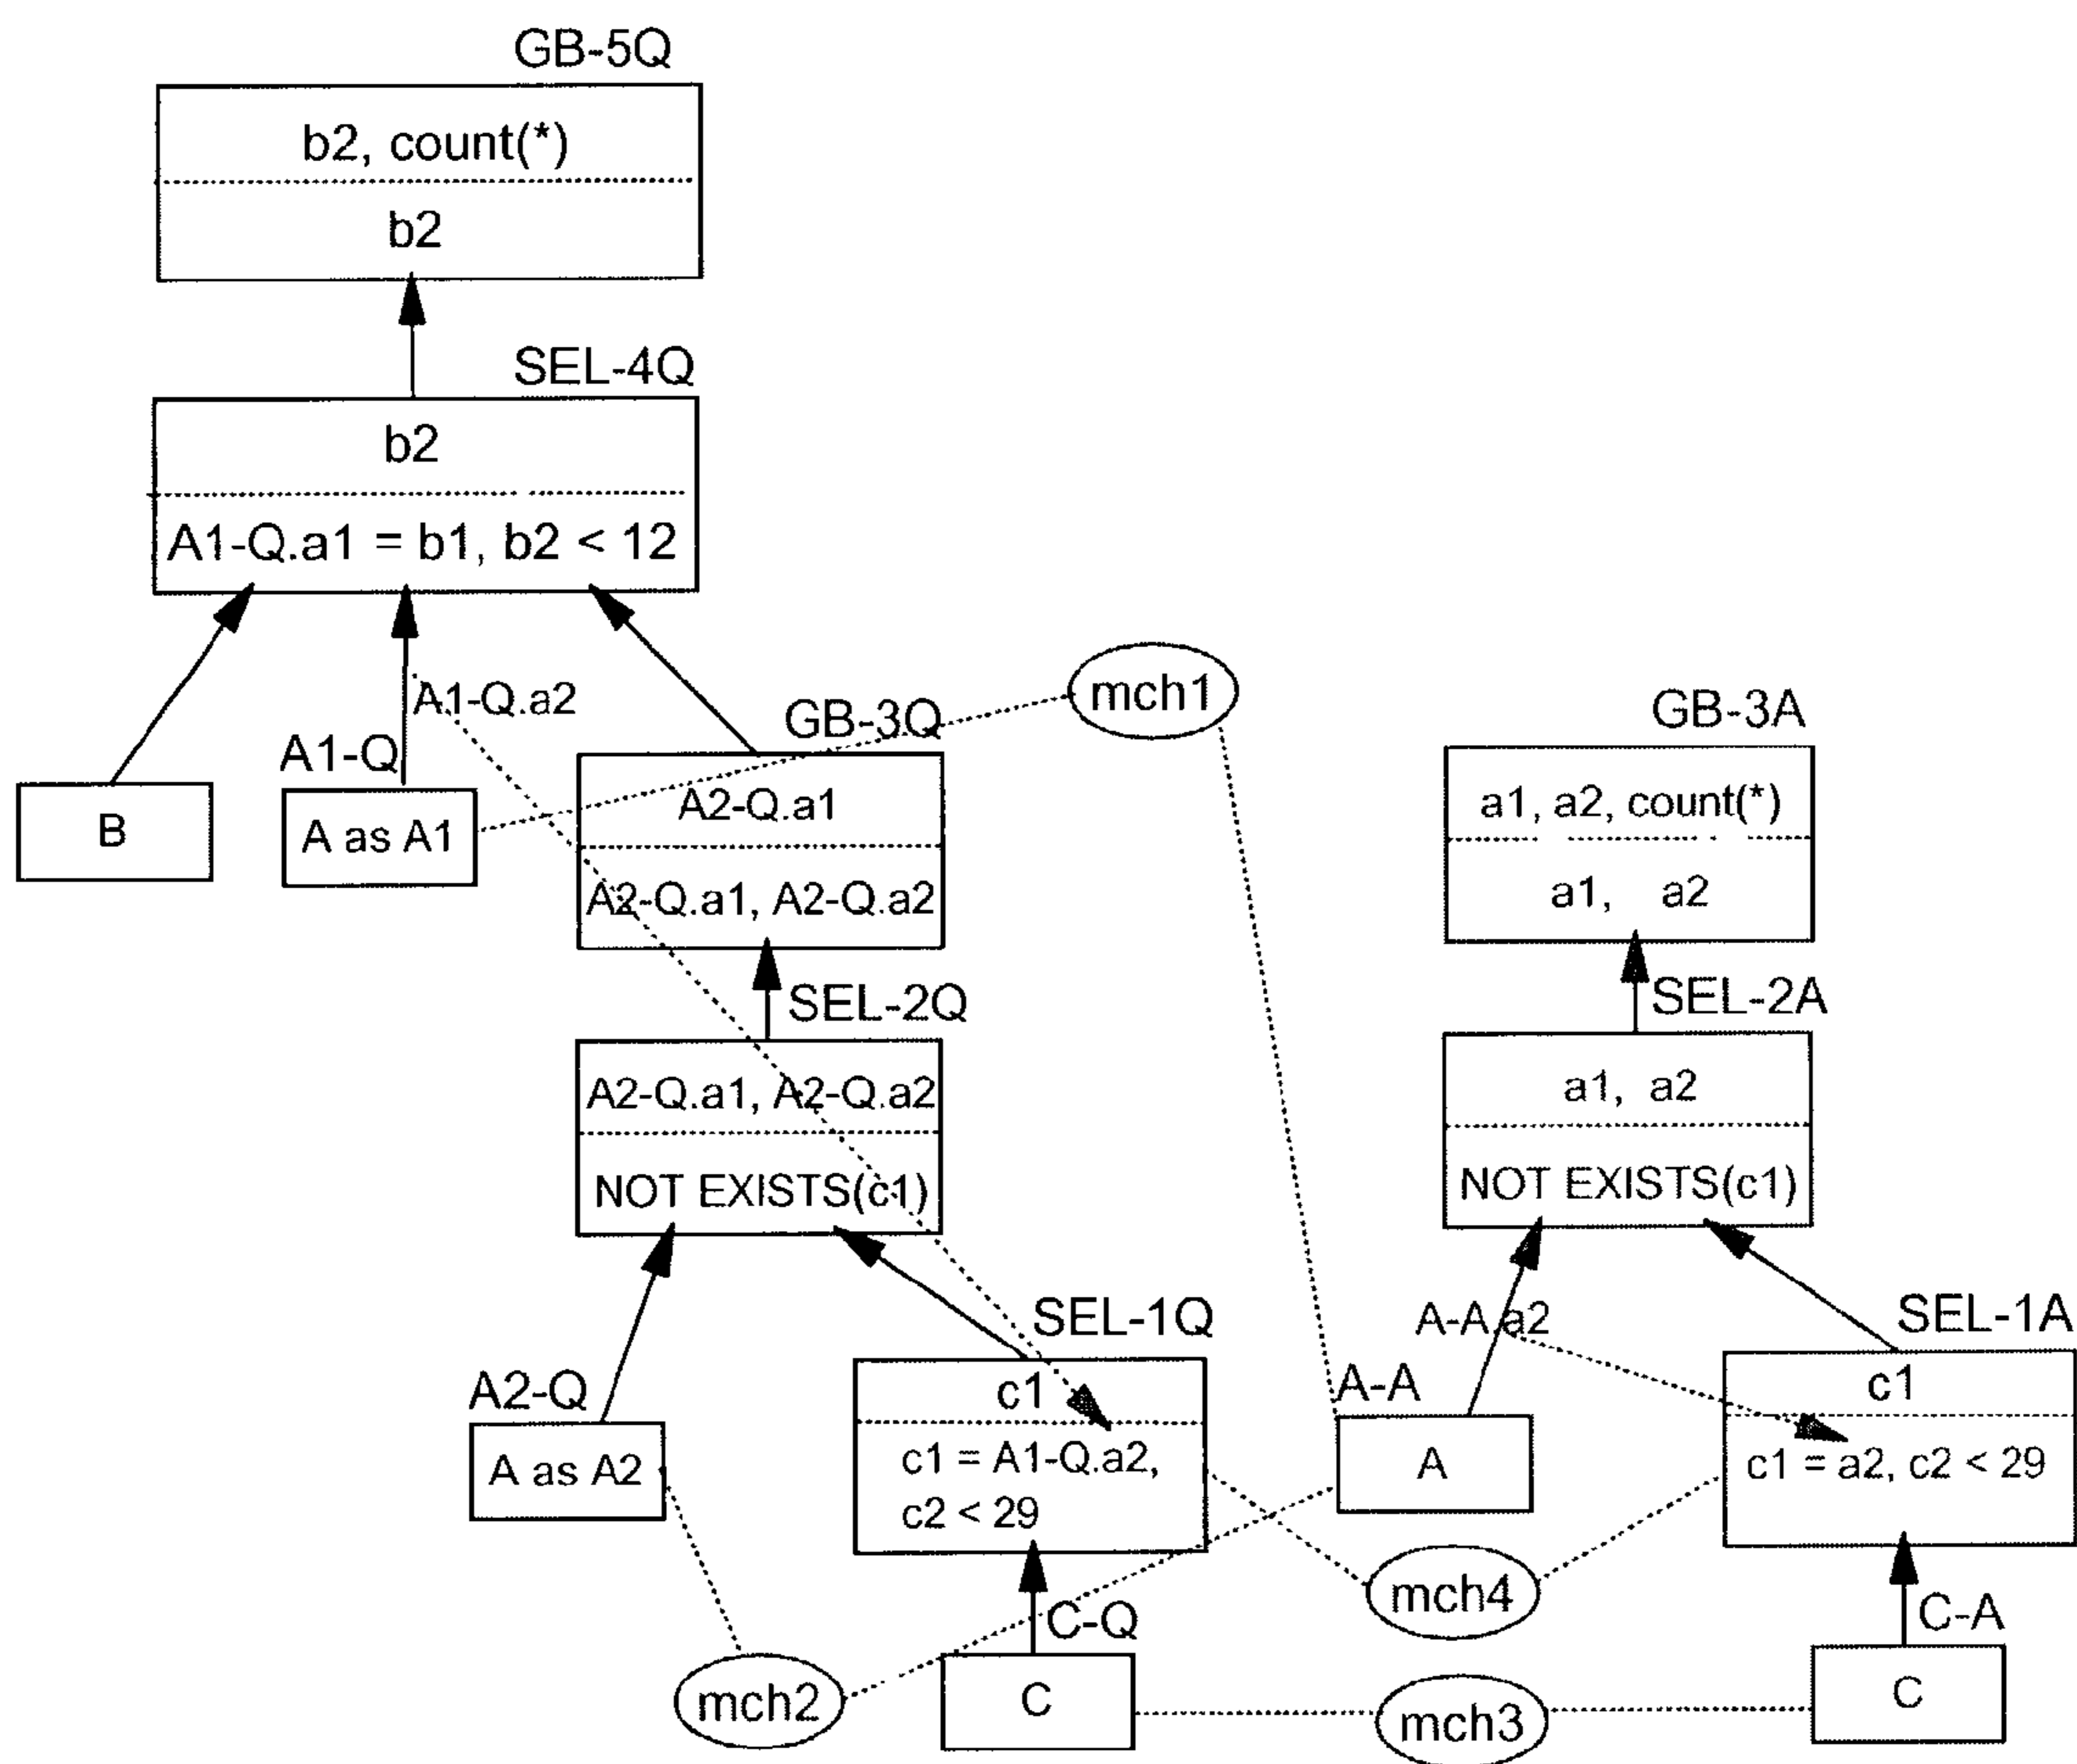 GB-5Q
b2, count(*)
b2
SEL-4Q
b2
A1-Q.a1 = b1, b2 < 12
A1-Q.a2
A1-Q
B
A as A1
mch1
GB-3Q
A2-Q.a1
A2-Q.a1, A2-Q.a2
GB-3A
a1, a2, count(*)
a1, a2
SEL-2Q
A2-Q.a1, A2-Q.a2
NOT EXISTS(c1)
SEL-2A
a1, a2
NOT EXISTS(c1)
A2-Q
A as A2
SEL-1Q
c1
c1 = A1-Q.a2,
c2 < 29
A-A.a2
A-A
A
SEL-1A
c1
c1 = a2, c2 < 29
mch4
C-Q
C-A
mch2
C
mch3
C